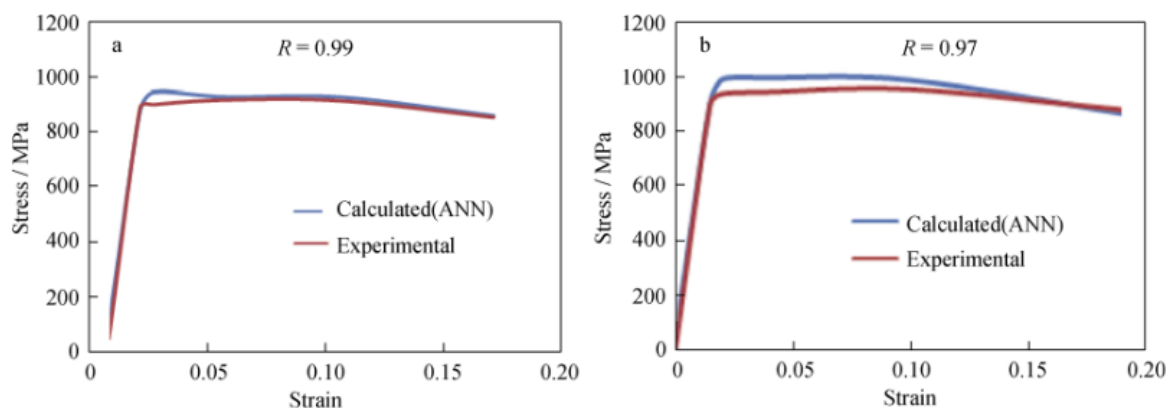 a
R = 0.99
1200
1000
800
600
400
200
0
Stress / MPa
Calculated(ANN)
Experimental
0
0.05
0.10
0.15
0.20
Strain
b
R = 0.97
1200
1000
800
600
400
200
0
Stress / MPa
Calculated(ANN)
Experimental
0
0.05
0.10
0.15
0.20
Strain